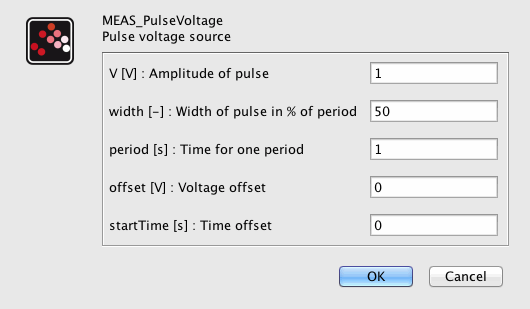 MEAS_PulseVoltage
Pulse voltage source
V [V] : Amplitude of pulse
1
width [-] : Width of pulse in % of period
50
period [s] : Time for one period
1
offset [V] : Voltage offset
0
startTime [s] : Time offset
0
OK
Cancel